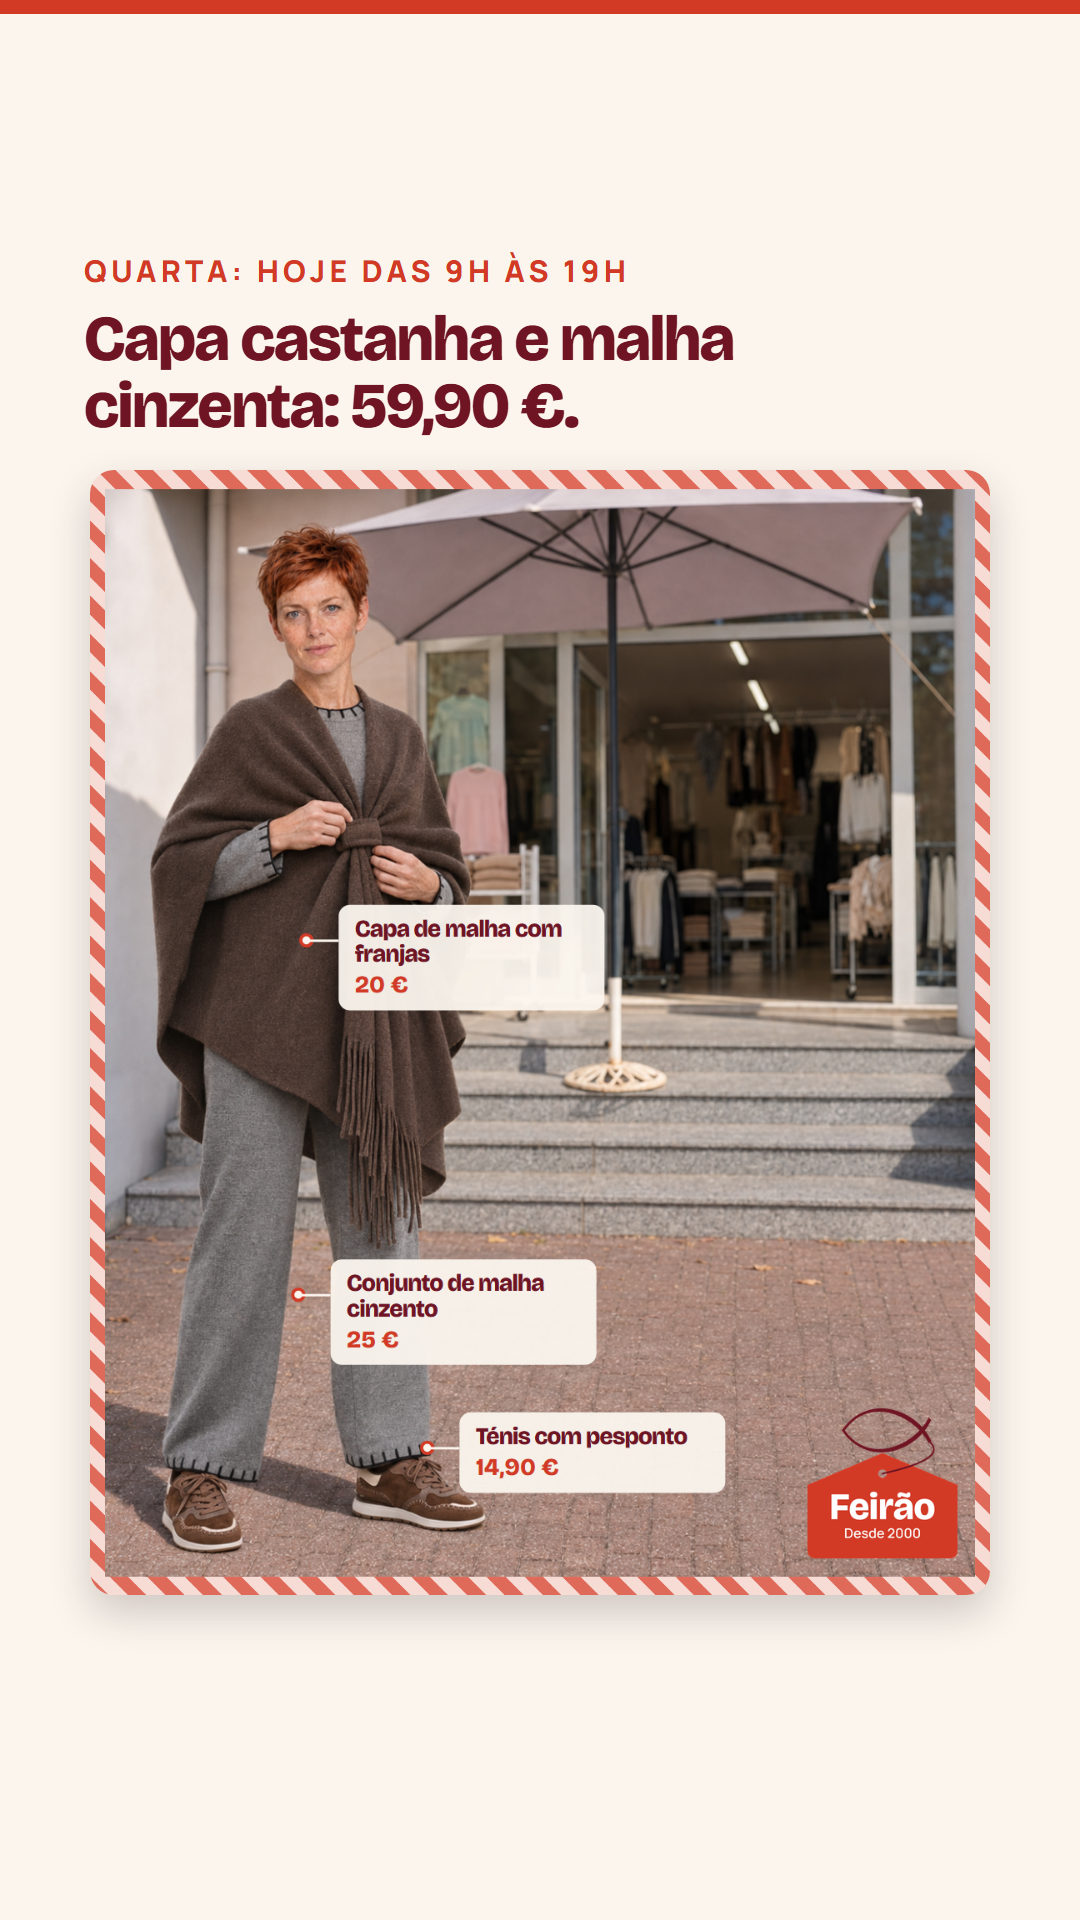 QUARTA: HOJE DAS 9H ÀS 19H
Capa castanha e malha
cinzenta: 59,90 €.
Capa de malha com
franjas
20 €
Conjunto de malha
cinzento
25 €
Ténis com pesponto
14,90 €
Feirão
Desde 2000